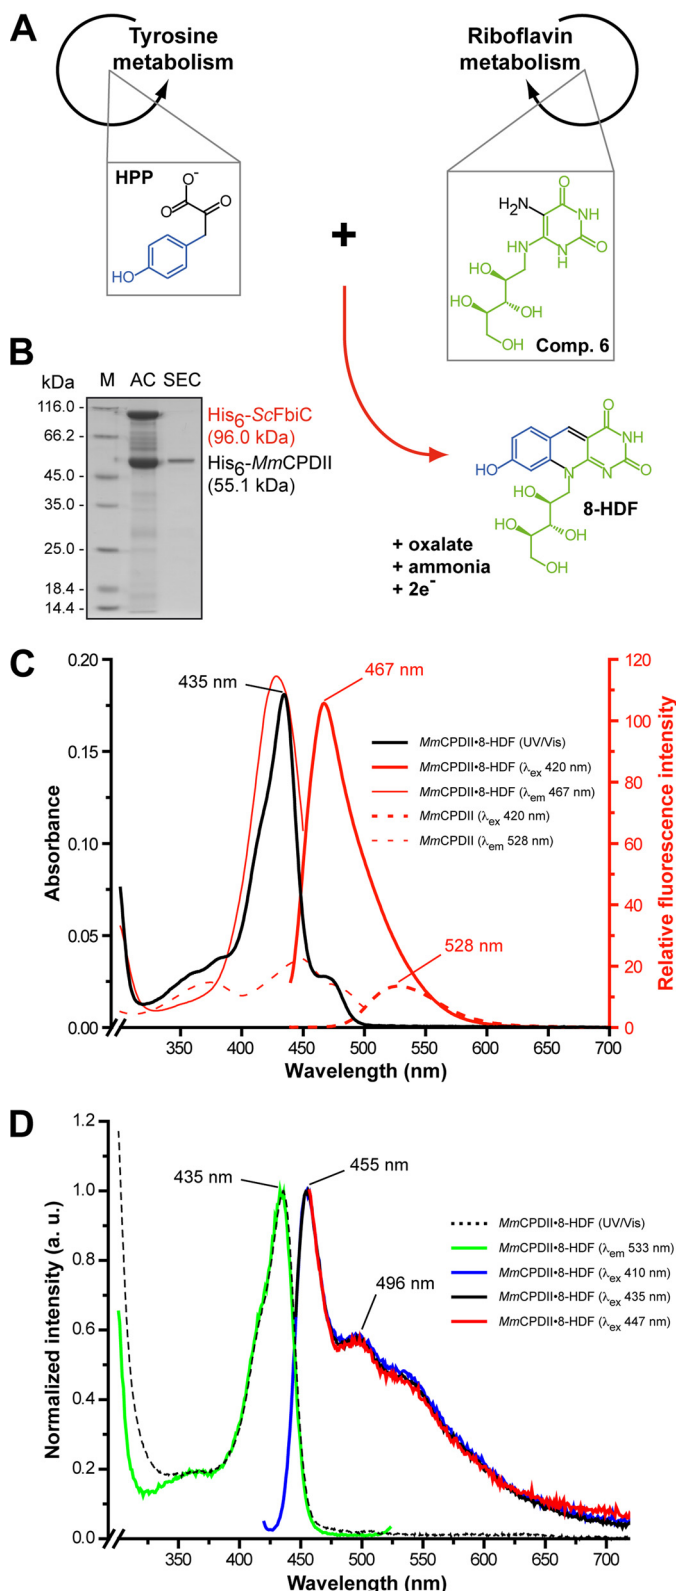 A
Tyrosine
metabolism
Riboflavin
metabolism
HPP
O-
O
O
HO
+
O
H2N
NH
HN
N
H
O
HO
HO
OH
OH
Comp. 6
B
kDa
M AC SEC
116.0
66.2
45.0
35.0
25.0
18.4
14.4
His6-ScFbiC
(96.0 kDa)
His6-MmCPDII
(55.1 kDa)
O
NH
HO
N
N
O
HO
8-HDF
HO
OH
OH
+ oxalate
+ ammonia
+ 2e-
C
0.20
0.15
0.10
0.05
0.00
Absorbance
435 nm
467 nm
528 nm
MmCPDII•8-HDF (UV/Vis)
MmCPDII•8-HDF (λex 420 nm)
MmCPDII•8-HDF (λem 467 nm)
MmCPDII (λex 420 nm)
MmCPDII (λem 528 nm)
120
100
80
60
40
20
0
Relative fluorescence intensity
350 400 450 500 550 600 650 700
Wavelength (nm)
D
1.2
1.0
0.8
0.6
0.4
0.2
0.0
Normalized intensity (a. u.)
435 nm
455 nm
496 nm
MmCPDII•8-HDF (UV/Vis)
MmCPDII•8-HDF (λem 533 nm)
MmCPDII•8-HDF (λex 410 nm)
MmCPDII•8-HDF (λex 435 nm)
MmCPDII•8-HDF (λex 447 nm)
350 400 450 500 550 600 650 700
Wavelength (nm)